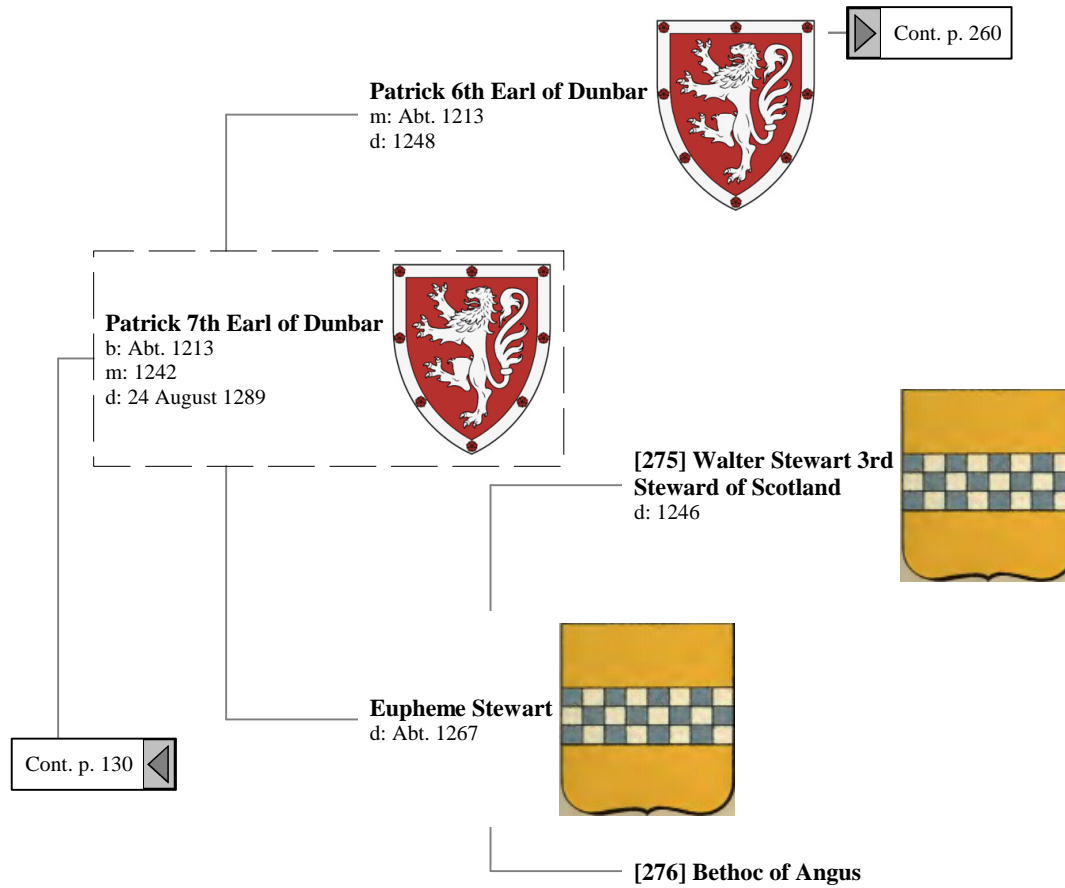 Cont. p. 260
Patrick 6th Earl of Dunbar
m: Abt. 1213
d: 1248
Patrick 7th Earl of Dunbar
b: Abt. 1213
m: 1242
d: 24 August 1289
[275] Walter Stewart 3rd
Steward of Scotland
d: 1246
Eupheme Stewart
d: Abt. 1267
Cont. p. 130
[276] Bethoc of Angus